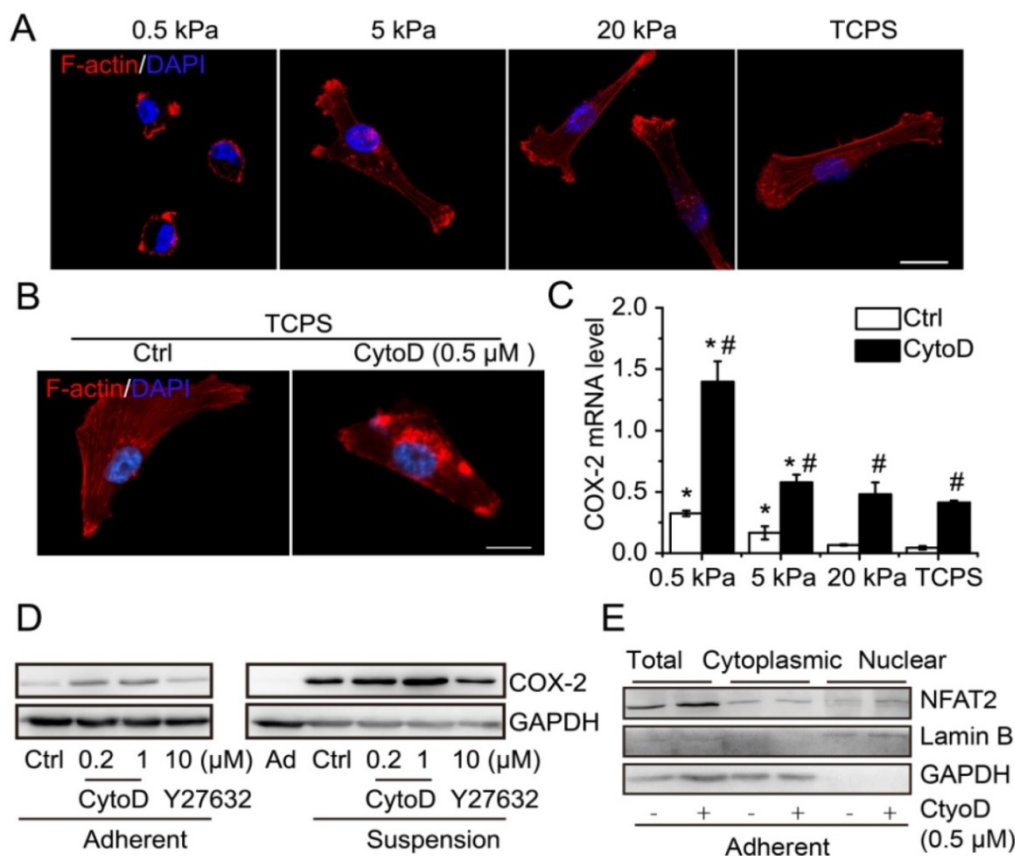 A
0.5 kPa 5 kPa 20 kPa TCPS
F-actin/DAPI
B
TCPS
Ctrl CytoD (0.5 μM )
F-actin/DAPI
C
COX-2 mRNA level
2.0
1.5
1.0
0.5
0.0
Ctrl
CytoD
* * # * * # # #
0.5 kPa 5 kPa 20 kPa TCPS
D
COX-2
GAPDH
Ctrl 0.2 1 10 (μM) Ad Ctrl 0.2 1 10 (μM)
CytoD Y27632 CytoD Y27632
Adherent Suspension
E
Total Cytoplasmic Nuclear
NFAT2
Lamin B
GAPDH
- + - + - + CtyoD
(0.5 μM)
Adherent